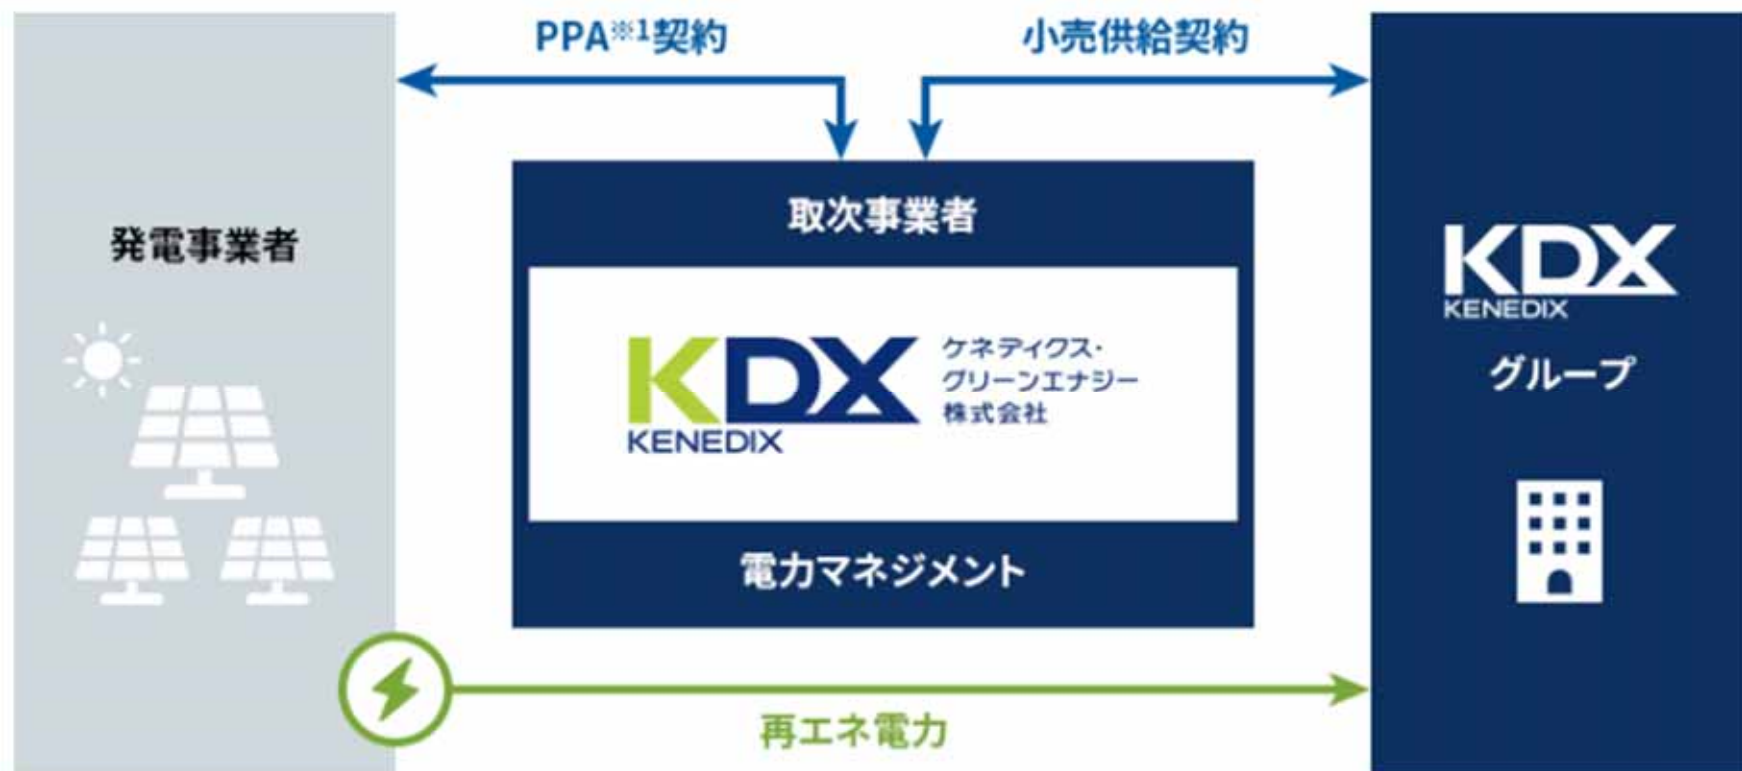 PPA※1契約
小売供給契約
発電事業者
取次事業者
KDX
KENEDIX
ケネディクス・
グリーンエナジー
株式会社
電力マネジメント
KDX
KENEDIX
グループ
再エネ電力